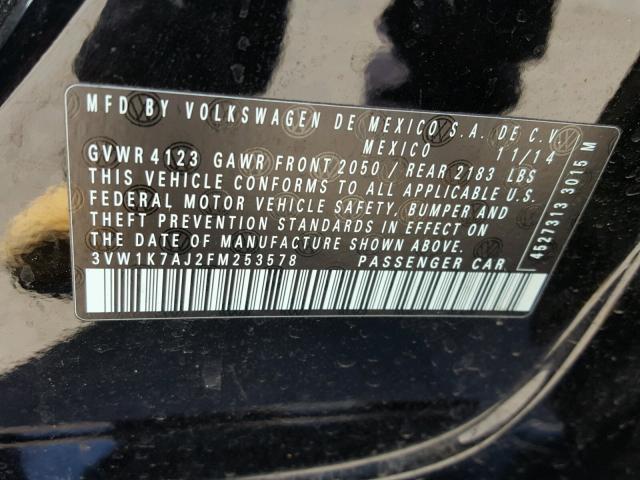 MFD BY VOLKSWAGEN DE MEXICO S.A. DE C.V.
MEXICO 11/14
GVWR 4123 GAWR FRONT 2050 / REAR 2183 LBS
THIS VEHICLE CONFORMS TO ALL APPLICABLE U.S.
FEDERAL MOTOR VEHICLE SAFETY, BUMPER AND
THEFT PREVENTION STANDARDS IN EFFECT ON
THE DATE OF MANUFACTURE SHOWN ABOVE.
3VW1K7AJ2FM253578 PASSENGER CAR
4527313 3015 M